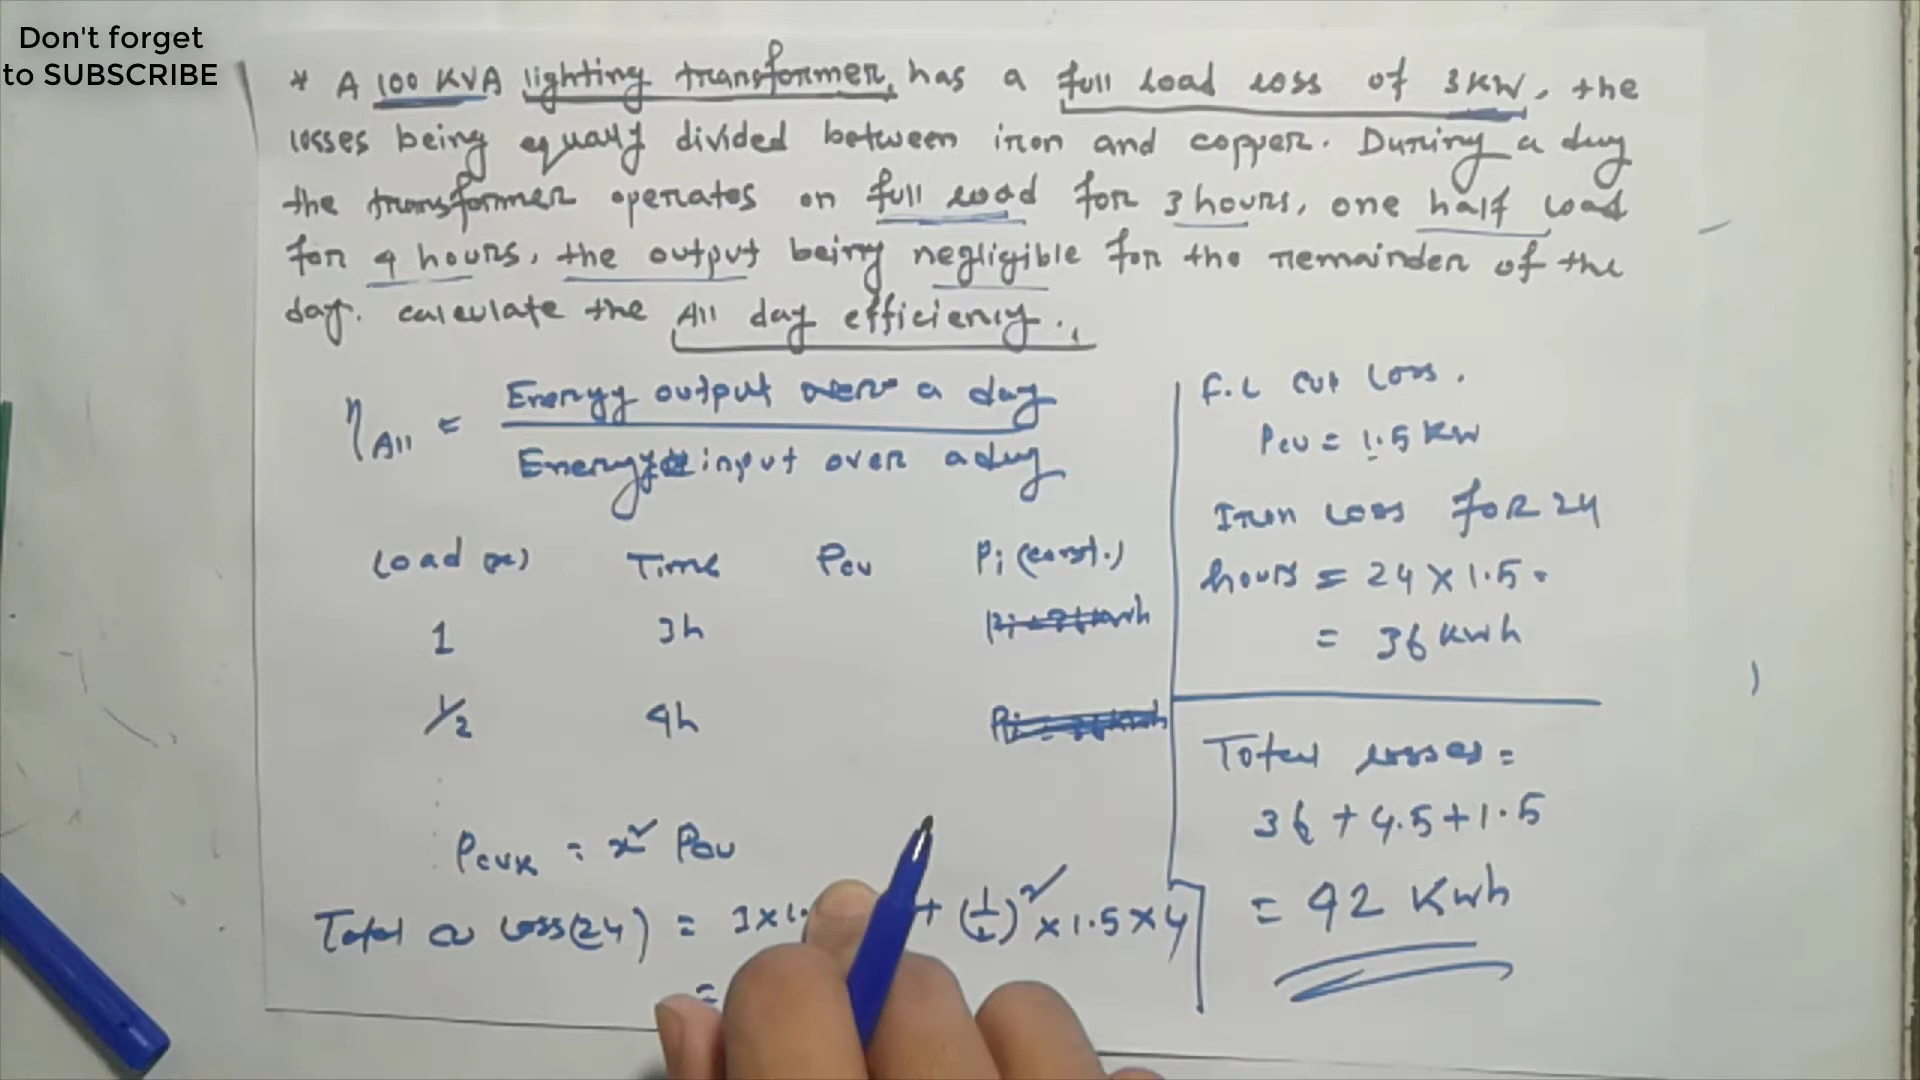 Don't forget
to SUBSCRIBE
* A 100 KVA lighting transformer, has a full load loss of 3KW, the
losses being equally divided between iron and copper. During a day
the transformer operates on full load for 3 hours, one half load
for 4 hours, the output being negligible for the remainder of the
day. calculate the All day efficiency.
ηAll = Energy output over a day
Energy input over a day
Load (x) Time Pcu Pi (const.)
1 3h
1/2 4h
Pcux = x² Pcu
Total cu loss(24) = 3×1. + (1/2)² × 1.5 × 4
=
F.L cu loss.
Pcu = 1.5 KW
Iron loss for 24
hours = 24 × 1.5
= 36 Kwh
Total losses =
36 + 4.5 + 1.5
= 42 Kwh